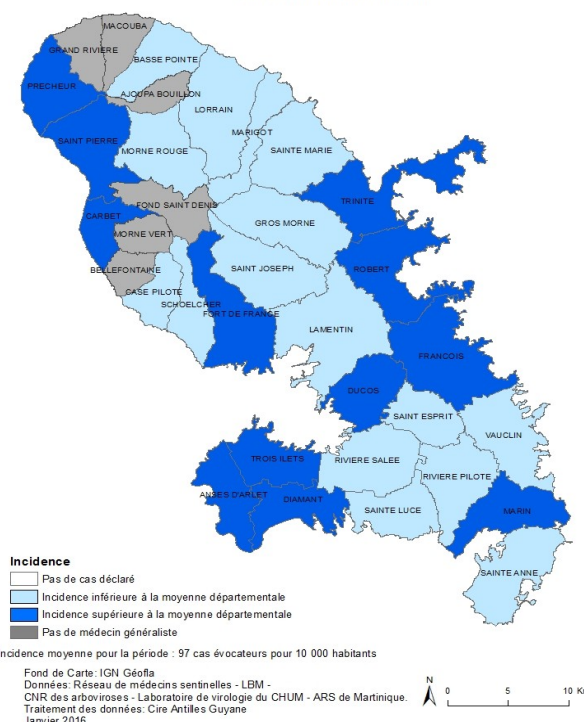 MACOUBA
GRAND RIVIERE
BASSE POINTE
PRECHEUR
AJOUPA BOUILLON
LORRAIN
MARIGOT
SAINT PIERRE
MORNE ROUGE
SAINTE MARIE
TRINITE
FOND SAINT DENIS
CARBET
GROS MORNE
MORNE VERT
BELLEFONTAINE
SAINT JOSEPH
ROBERT
CASE PILOTE
SCHOELCHER
FORT DE FRANCE
LAMENTIN
FRANCOIS
DUCOS
SAINT ESPRIT
VAUCLIN
TROIS ILETS
RIVIERE SALEE
RIVIERE PILOTE
ANSES D'ARLET
DIAMANT
SAINTE LUCE
MARIN
SAINTE ANNE
Incidence
Pas de cas déclaré
Incidence inférieure à la moyenne départementale
Incidence supérieure à la moyenne départementale
Pas de médecin généraliste
ncidence moyenne pour la période : 97 cas évocateurs pour 10 000 habitants
Fond de Carte: IGN Géofla
Données: Réseau de médecins sentinelles - LBM -
CNR des arboviroses - Laboratoire de virologie du CHUM - ARS de Martinique.
Traitement des données: Cire Antilles Guyane
Janvier 2016
N
0 5 10 K